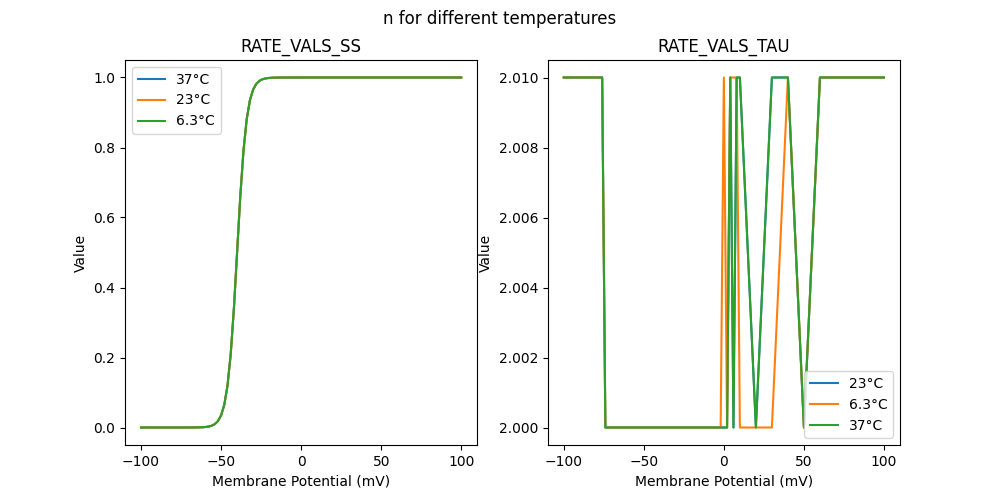 n for different temperatures
RATE_VALS_SS
1.0
0.8
0.6
0.4
0.2
0.0
Value
37°C
23°C
6.3°C
−100
−50
0
50
100
Membrane Potential (mV)
RATE_VALS_TAU
2.010
2.008
2.006
2.004
2.002
2.000
Value
23°C
6.3°C
37°C
−100
−50
0
50
100
Membrane Potential (mV)